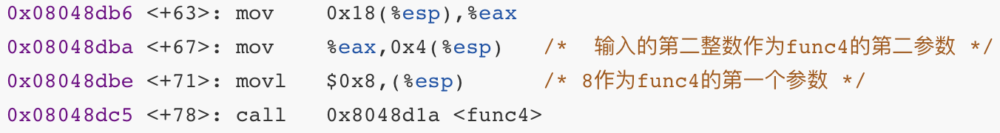 0x08048db6 <+63>: mov    0x18(%esp),%eax
0x08048dba <+67>: mov    %eax,0x4(%esp)   /*  输入的第二整数作为func4的第二参数 */
0x08048dbe <+71>: movl   $0x8,(%esp)      /* 8作为func4的第一个参数 */
0x08048dc5 <+78>: call   0x8048d1a <func4>